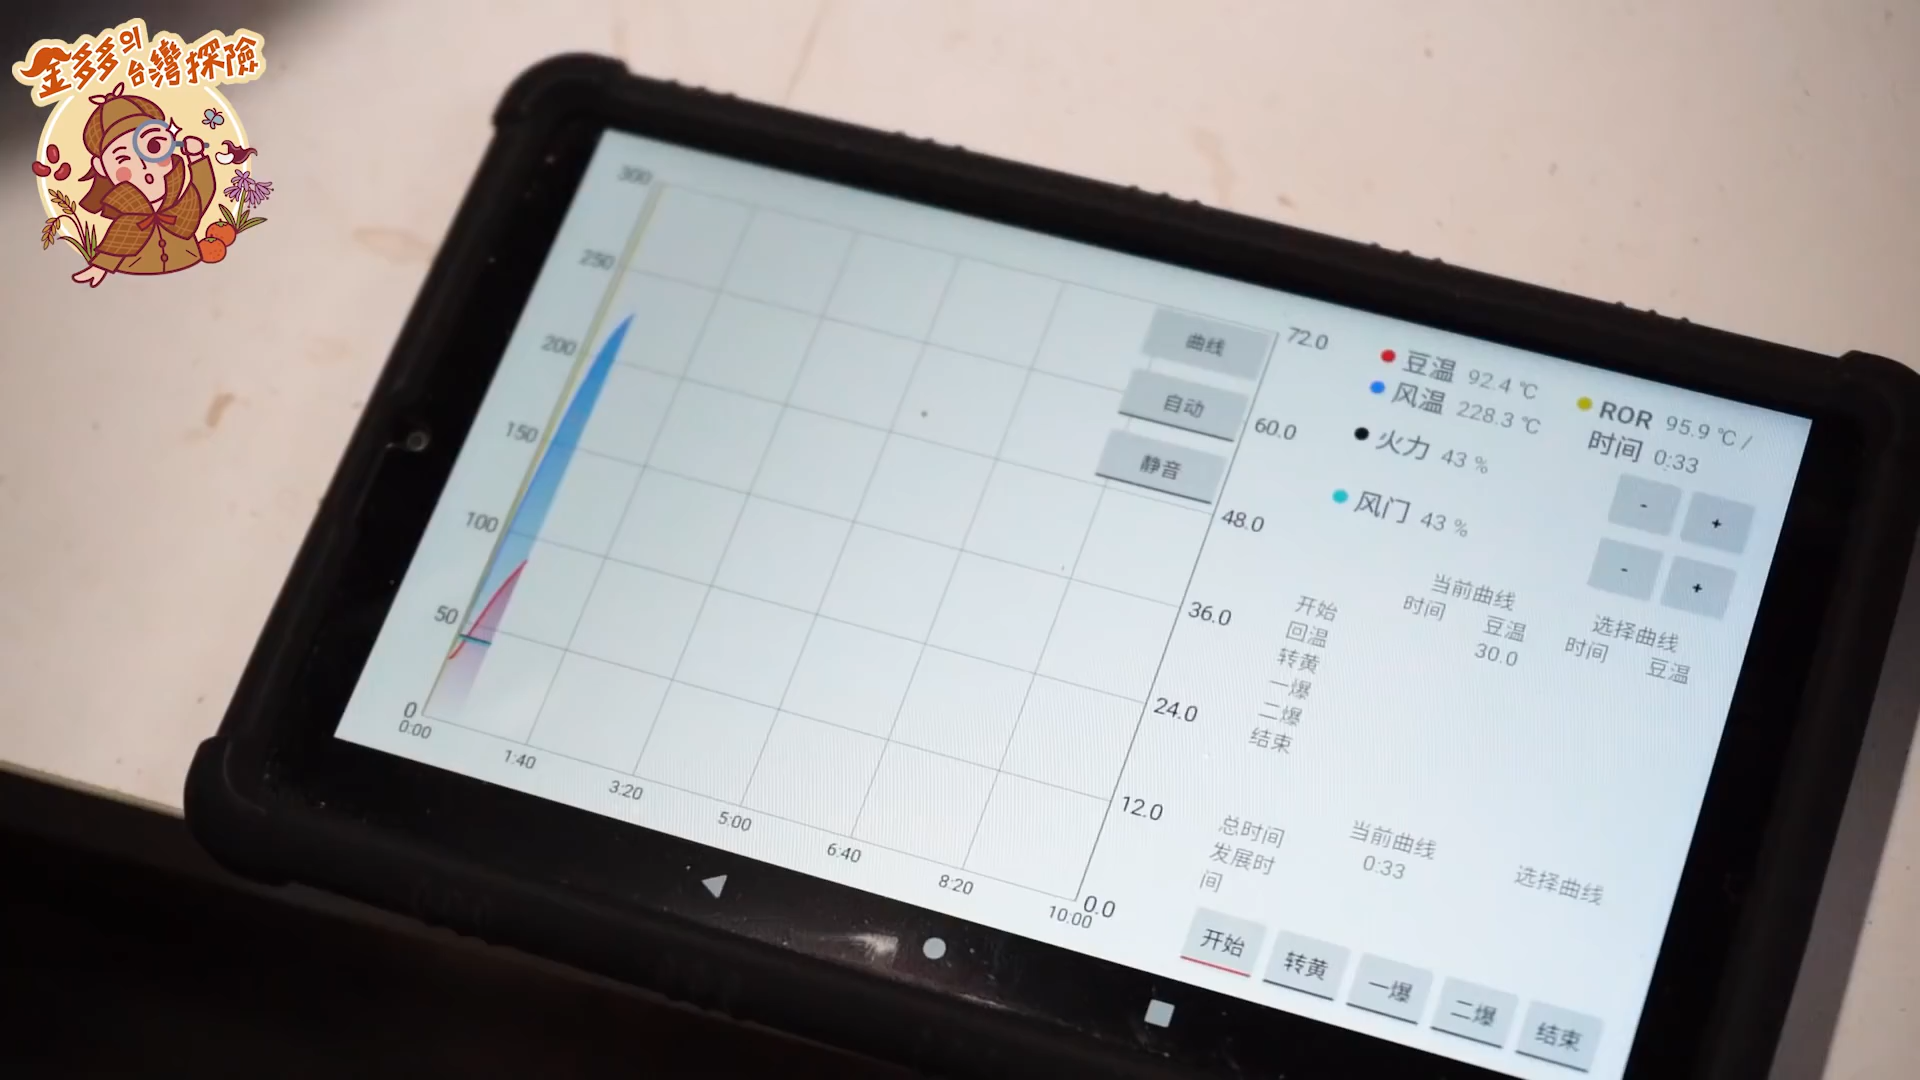 金多多의台灣探險
300
250
200
150
100
50
0
0:00
1:40
3:20
5:00
6:40
8:20
10:00
72.0
60.0
48.0
36.0
24.0
12.0
0.0
曲线
自动
静音
豆温 92.4 ℃
风温 228.3 ℃
ROR 95.9 ℃ /
时间 0:33
火力 43 %
风门 43 %
- +
- +
当前曲线 选择曲线
时间 豆温 时间 豆温
开始 30.0
回温
转黄
一爆
二爆
结束
当前曲线 选择曲线
总时间 0:33
发展时
间
开始 转黄 一爆 二爆 结束